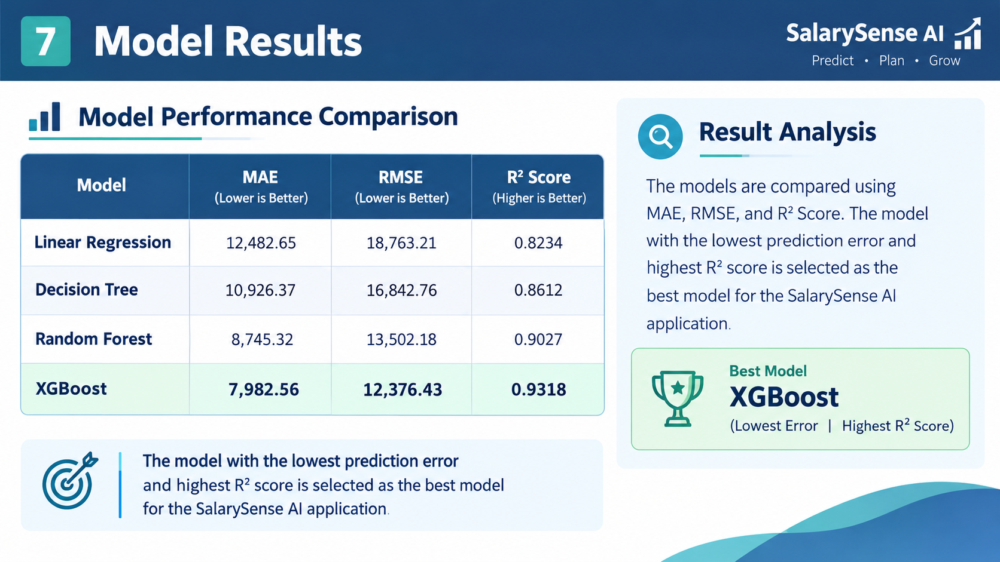 7
Model Results
SalarySense AI
Predict • Plan • Grow
Model Performance Comparison
Model
MAE
(Lower is Better)
RMSE
(Lower is Better)
R² Score
(Higher is Better)
Linear Regression 12,482.65 18,763.21 0.8234
Decision Tree 10,926.37 16,842.76 0.8612
Random Forest 8,745.32 13,502.18 0.9027
XGBoost 7,982.56 12,376.43 0.9318
The model with the lowest prediction error
and highest R² score is selected as the best model
for the SalarySense AI application.
Result Analysis
The models are compared using
MAE, RMSE, and R² Score. The model
with the lowest prediction error and
highest R² score is selected as the
best model for the SalarySense AI
application.
Best Model
XGBoost
(Lowest Error | Highest R² Score)